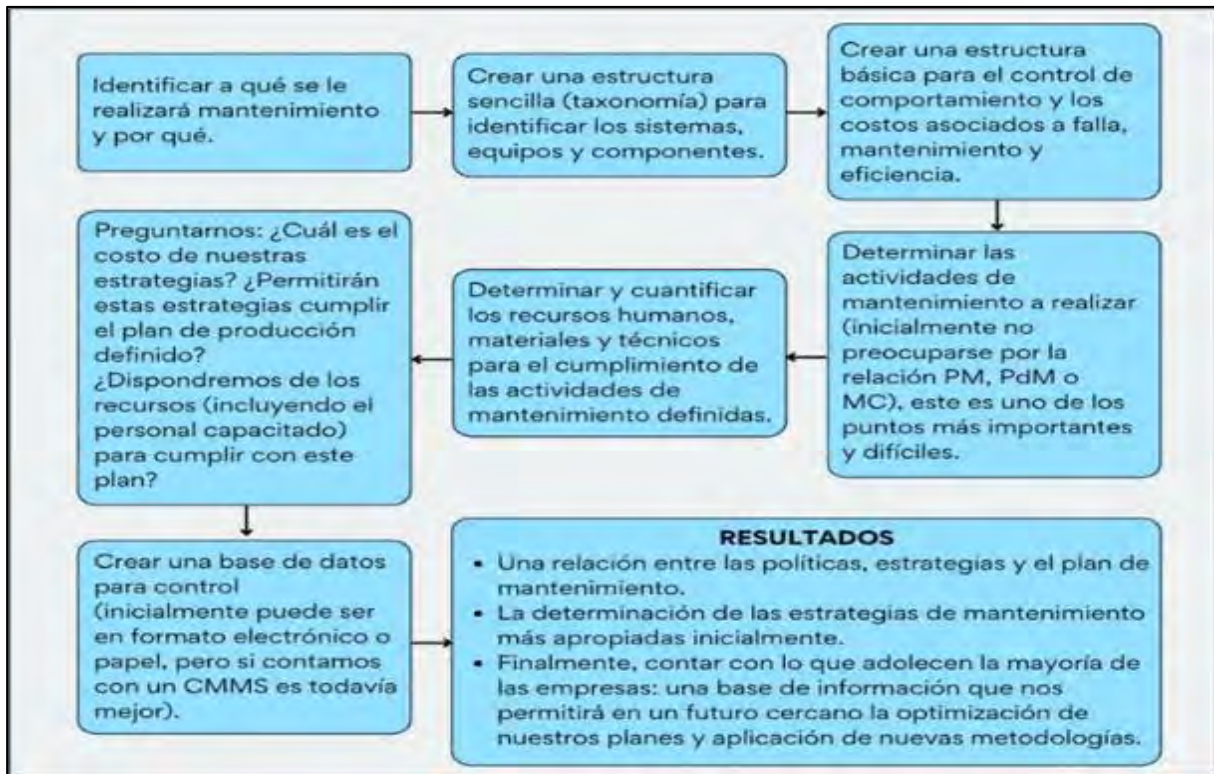 Identificar a qué se le
realizará mantenimiento
y por qué.
Crear una estructura
sencilla (taxonomía) para
identificar los sistemas,
equipos y componentes.
Crear una estructura
básica para el control de
comportamiento y los
costos asociados a falla,
mantenimiento y
eficiencia.
Determinar las
actividades de
mantenimiento a realizar
(inicialmente no
preocuparse por la
relación PM, PdM o
MC), este es uno de los
puntos más importantes
y difíciles.
Determinar y cuantificar
los recursos humanos,
materiales y técnicos
para el cumplimiento de
las actividades de
mantenimiento definidas.
Preguntarnos: ¿Cuál es el
costo de nuestras
estrategias? ¿Permitirán
estas estrategias cumplir
el plan de producción
definido?
¿Dispondremos de los
recursos (incluyendo el
personal capacitado)
para cumplir con este
plan?
Crear una base de datos
para control
(inicialmente puede ser
en formato electrónico o
papel, pero si contamos
con un CMMS es todavía
mejor).
RESULTADOS
• Una relación entre las políticas, estrategias y el plan de
mantenimiento.
• La determinación de las estrategias de mantenimiento
más apropiadas inicialmente.
• Finalmente, contar con lo que adolecen la mayoría de
las empresas: una base de información que nos
permitirá en un futuro cercano la optimización de
nuestros planes y aplicación de nuevas metodologías.